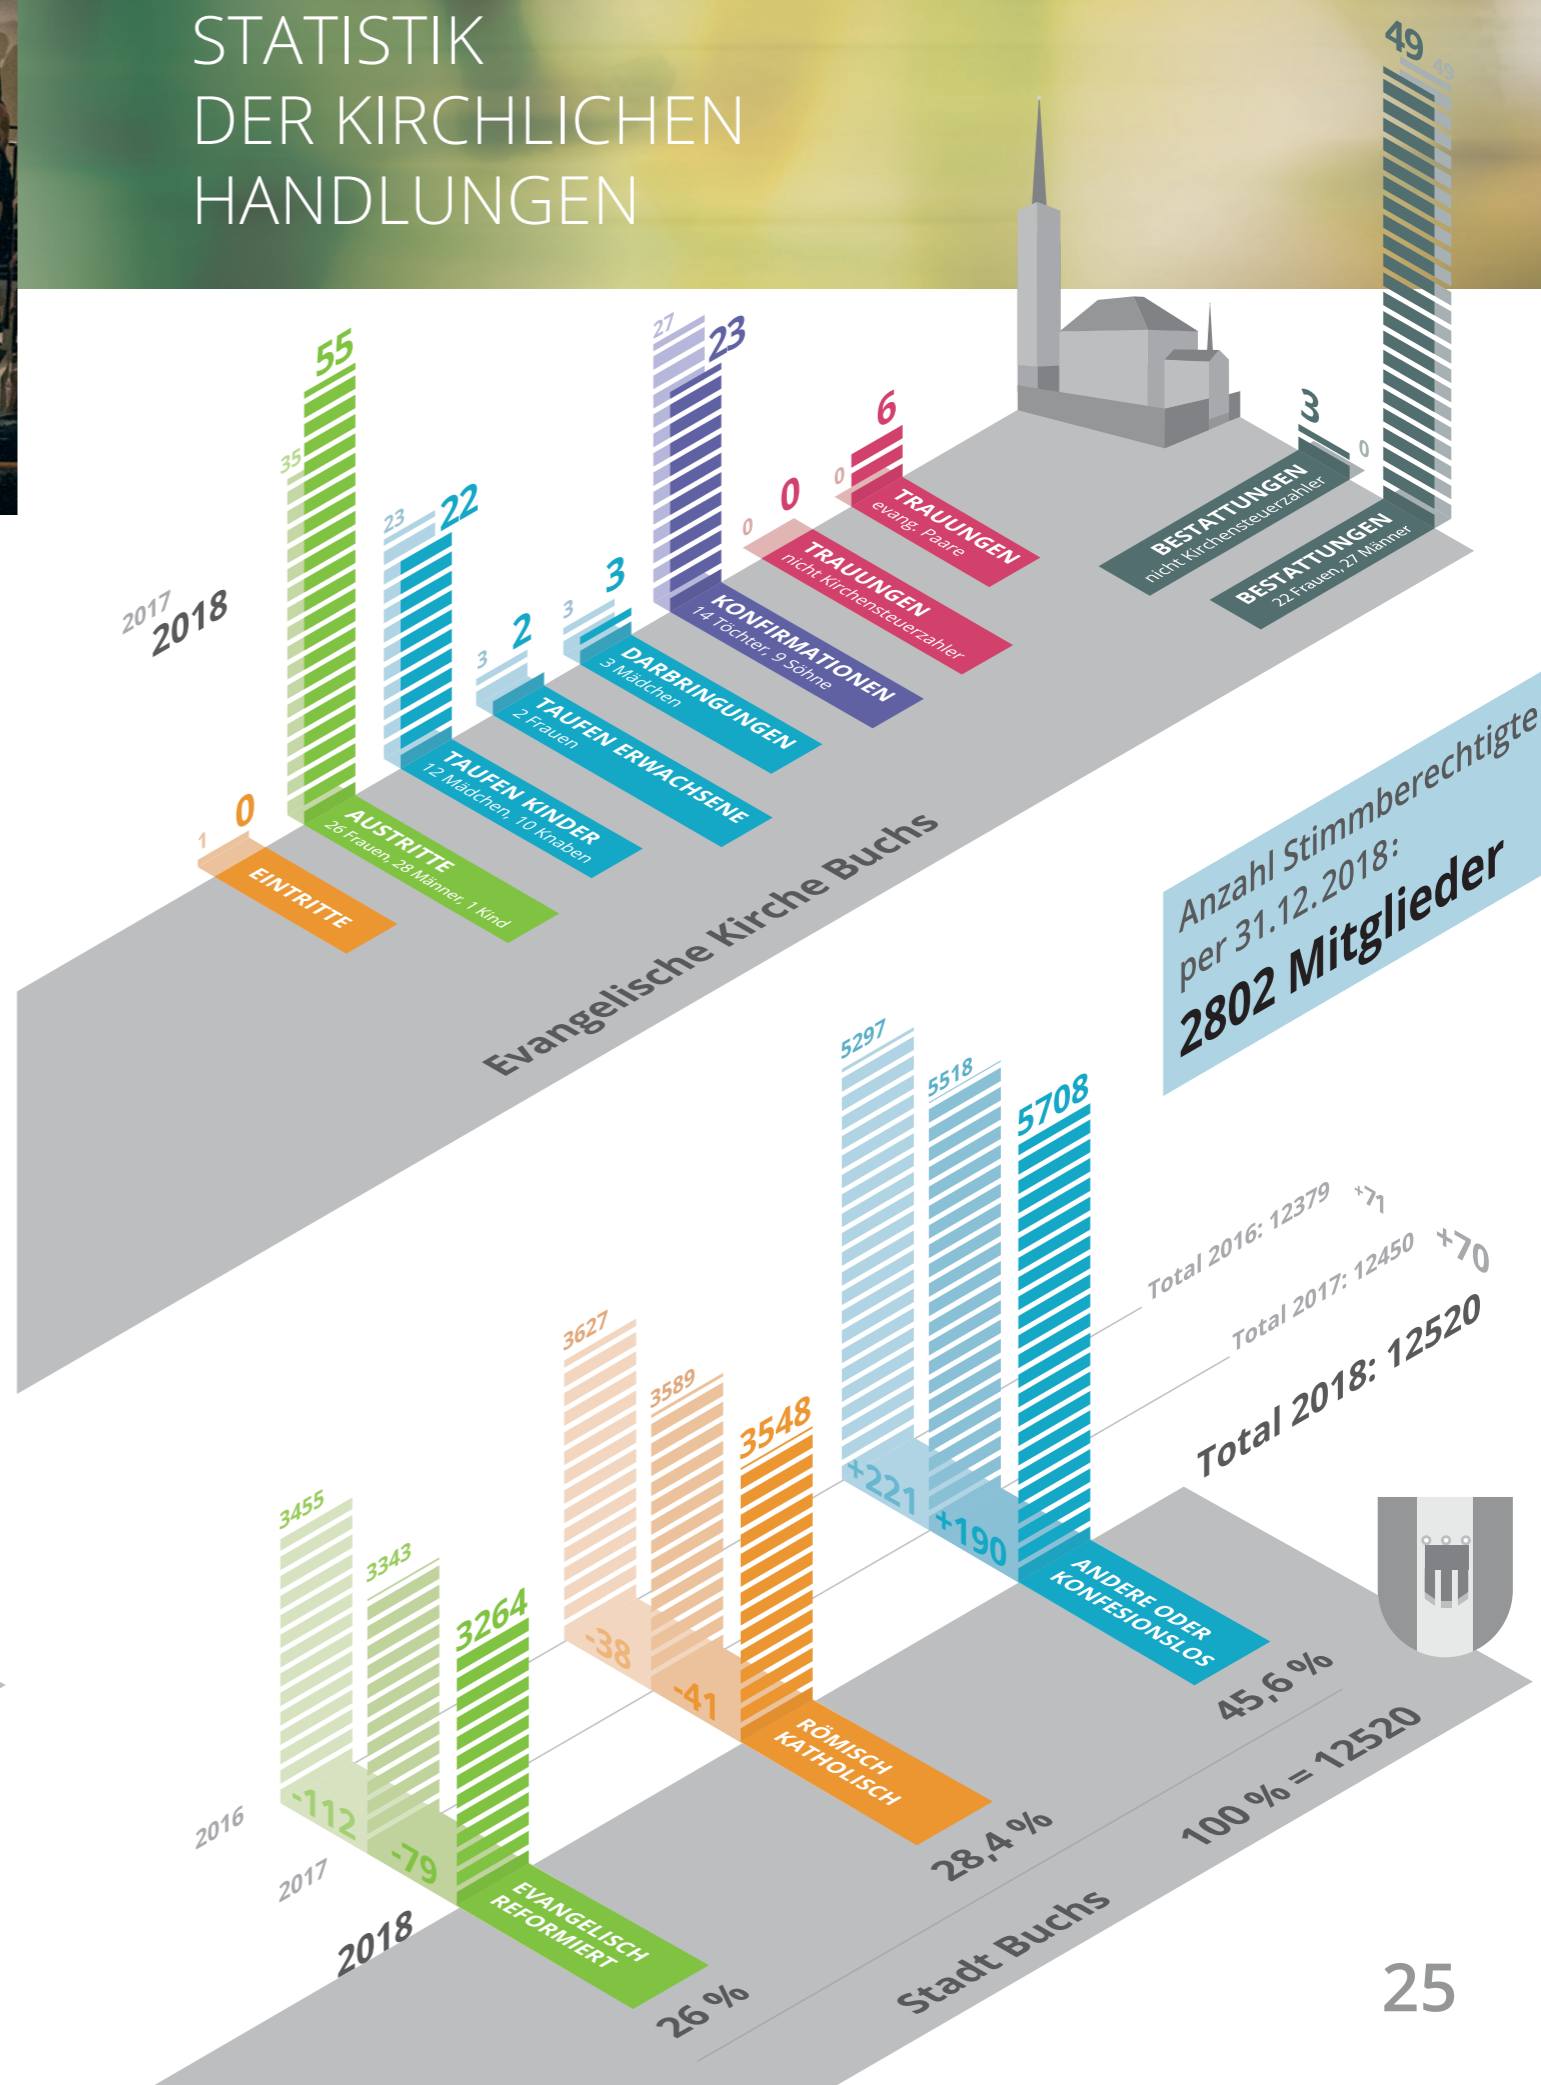 STATISTIK
DER KIRCHLICHEN
HANDLUNGEN
2017
2018
1
0
EINTRITTE
35
55
AUSTRITTE
26 Frauen, 28 Männer, 1 Kind
23
22
TAUFEN KINDER
12 Mädchen, 10 Knaben
3
2
TAUFEN ERWACHSENE
2 Frauen
3
3
DARBRINGUNGEN
3 Mädchen
27
23
KONFIRMATIONEN
14 Töchter, 9 Söhne
0
0
TRAUUNGEN
nicht Kirchensteuerzahler
0
6
TRAUUNGEN
evang. Paare
3
0
BESTATTUNGEN
nicht Kirchensteuerzahler
49
49
BESTATTUNGEN
22 Frauen, 27 Männer
Evangelische Kirche Buchs
Anzahl Stimmberechtigte
per 31.12.2018:
2802 Mitglieder
5297
5518
5708
+221
+190
ANDERE ODER
KONFESIONSLOS
45,6 %
3627
3589
3548
-38
-41
RÖMISCH
KATHOLISCH
28,4 %
3455
3343
3264
-112
-79
EVANGELISCH
REFORMIERT
26 %
2016
2017
2018
Total 2016: 12379
+71
Total 2017: 12450
+70
Total 2018: 12520
100 % = 12520
Stadt Buchs
25